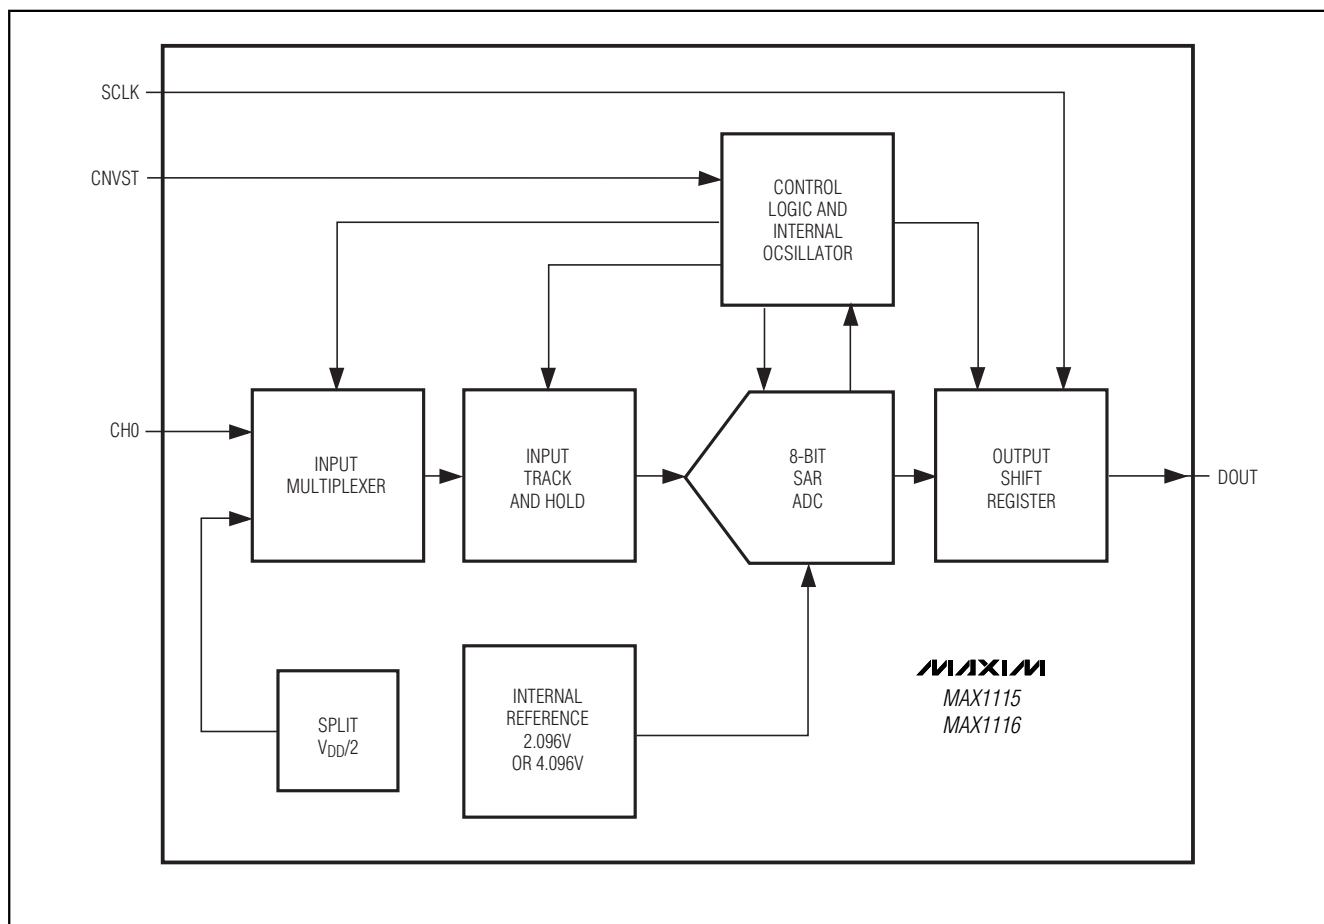 SCLK
CNVST
CONTROL
LOGIC AND
INTERNAL
OCSILLATOR
CH0
INPUT
MULTIPLEXER
INPUT
TRACK
AND HOLD
8-BIT
SAR
ADC
OUTPUT
SHIFT
REGISTER
DOUT
SPLIT
VDD/2
INTERNAL
REFERENCE
2.096V
OR 4.096V
MAXIM
MAX1115
MAX1116